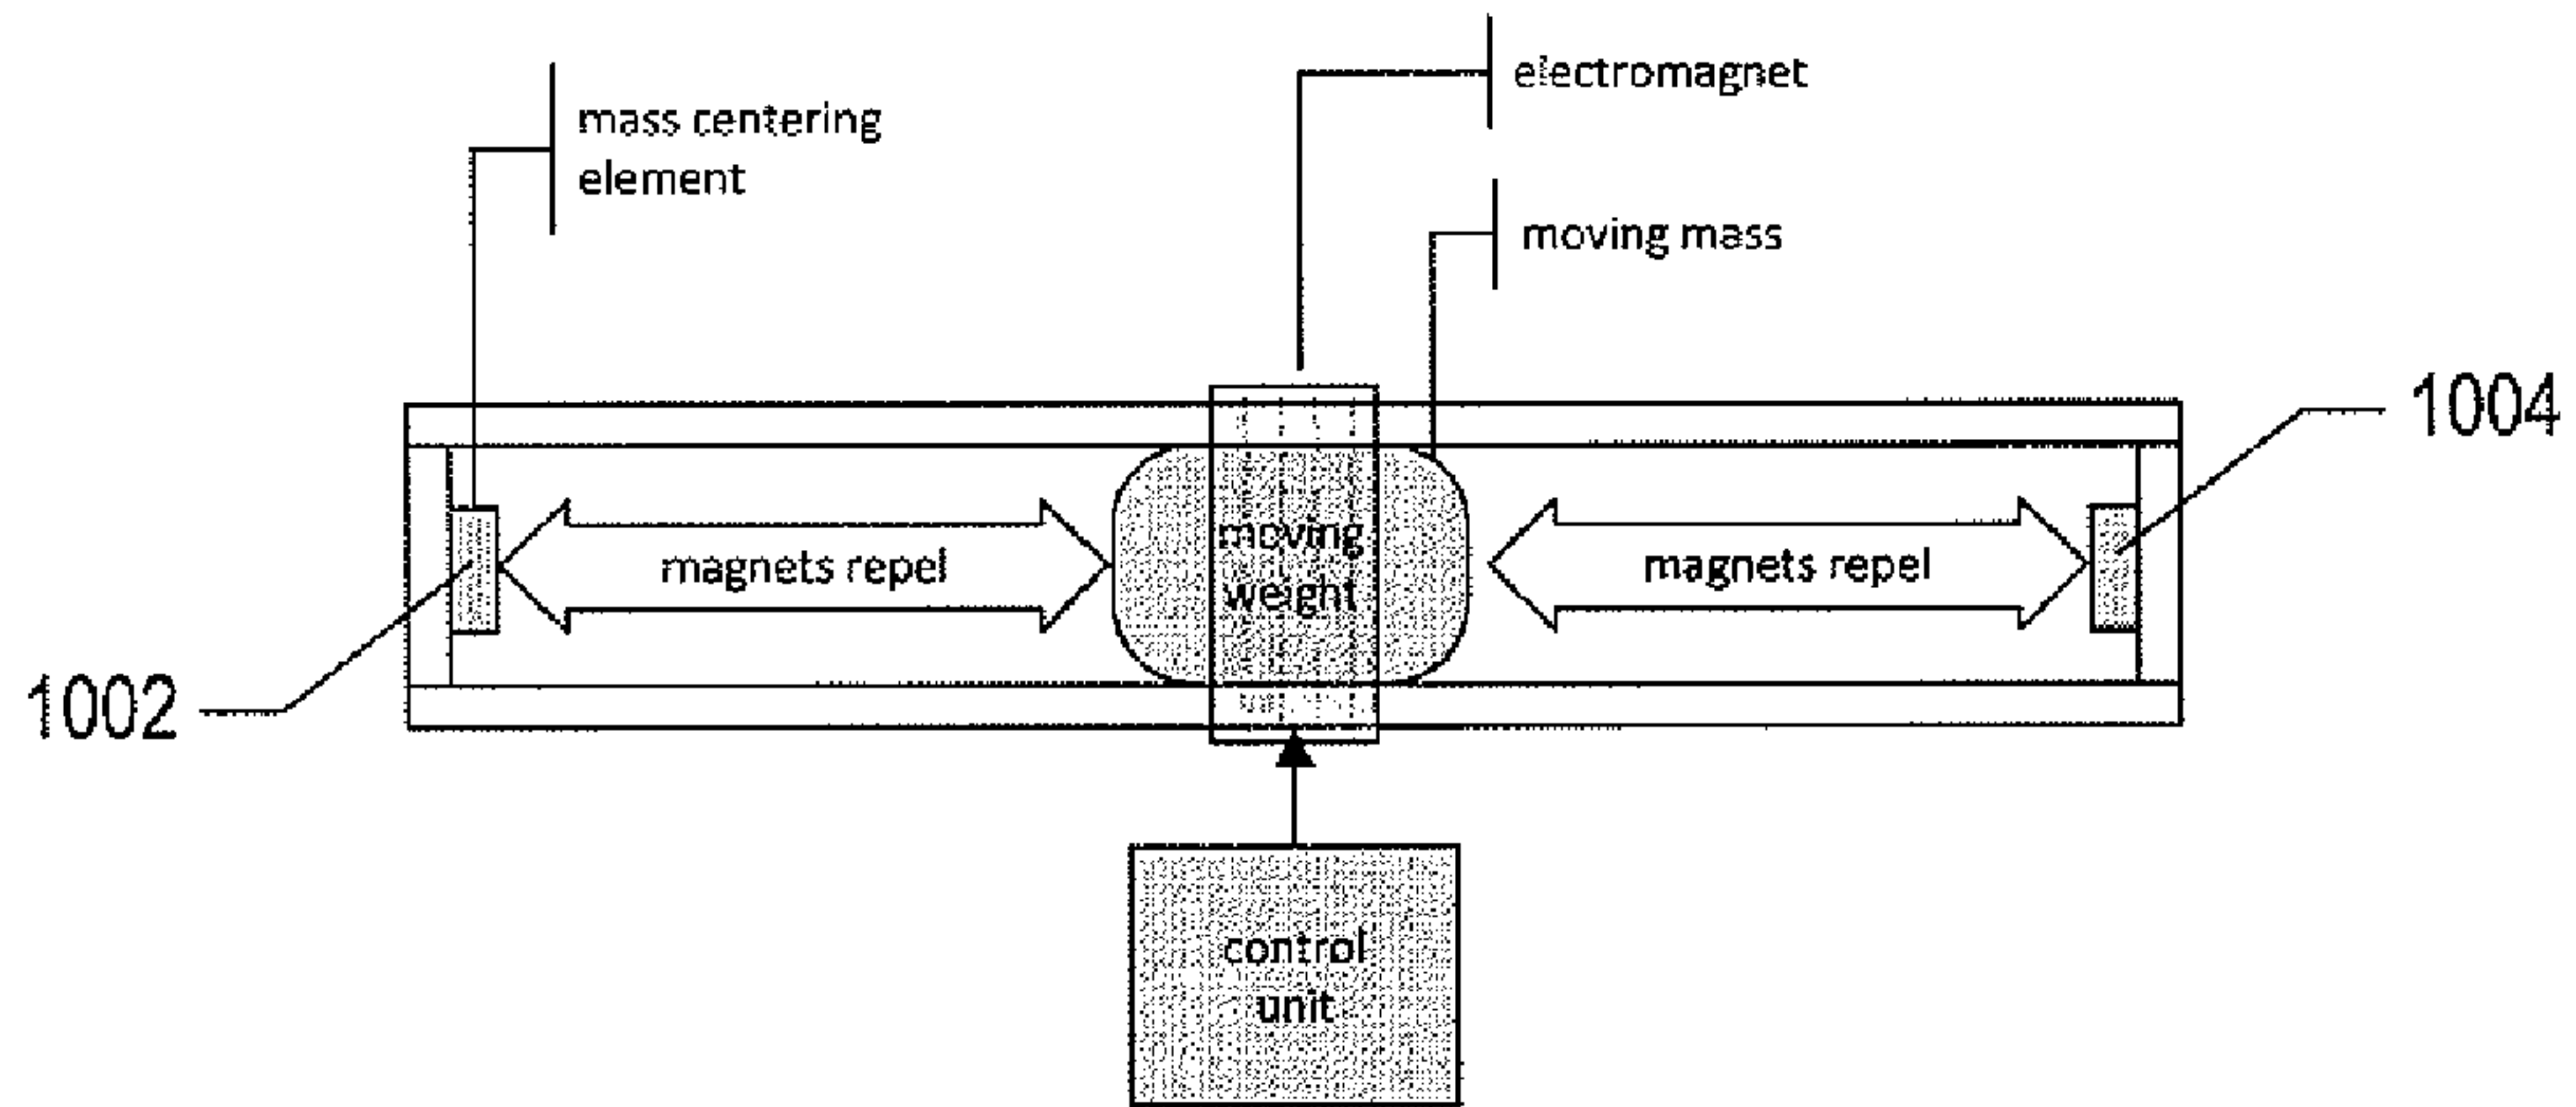 electromagnet
mass centering
element
moving mass
1004
moving
weight
magnets repel
magnets repel
1002
control
unit